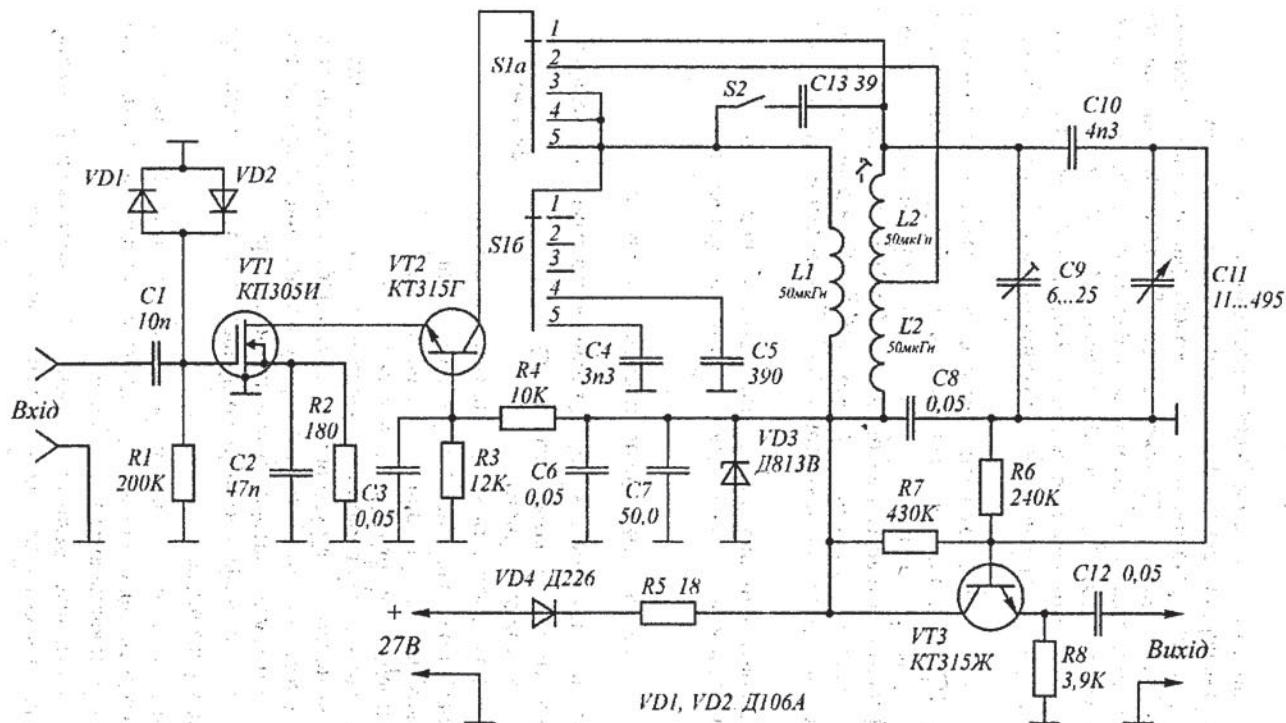 1
2
S1a
3
4
5
S2
C13 39
C10
4п3
VD1
VD2
1
2
S1б
3
4
5
L2
50мкГн
L1
50мкГн
C9
6...25
C11
11...495
VT1
КП305И
VT2
КТ315Г
C1
10п
C4
3п3
C5
390
L2
50мкГн
R4
10K
C8
0,05
Вхід
R2
180
R1
200K
C2
47п
C3
0,05
R3
12K
C6
0,05
C7
50,0
VD3
Д813В
R6
240K
R7
430K
VD4 Д226
R5 18
C12 0,05
+
27В
VT3
КТ315Ж
R8
3,9K
Вихід
VD1, VD2 Д106А